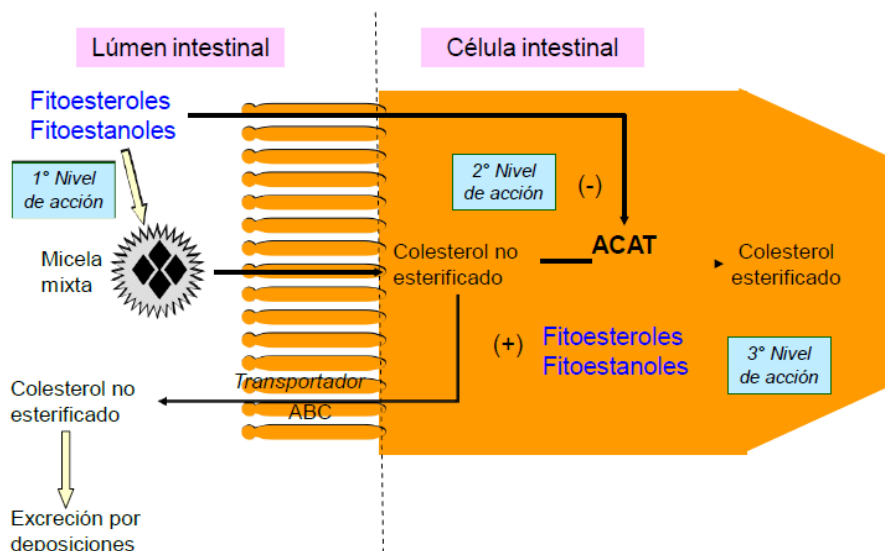 Lúmen intestinal
Célula intestinal
Fitoesteroles
Fitoestanoles
1° Nivel
de acción
2° Nivel
de acción
(-)
Micela
mixta
Colesterol no
esterificado
ACAT
Colesterol
esterificado
(+)
Fitoesteroles
Fitoestanoles
3° Nivel
de acción
Transportador
ABC
Colesterol no
esterificado
Excreción por
deposiciones